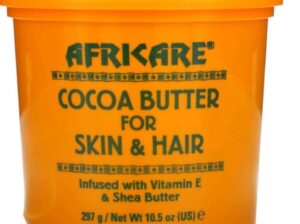 AFRICARE®
COCOA BUTTER
FOR
SKIN & HAIR
Infused with Vitamin E
& Shea Butter
297 g / Net Wt 10.5 oz (US) e